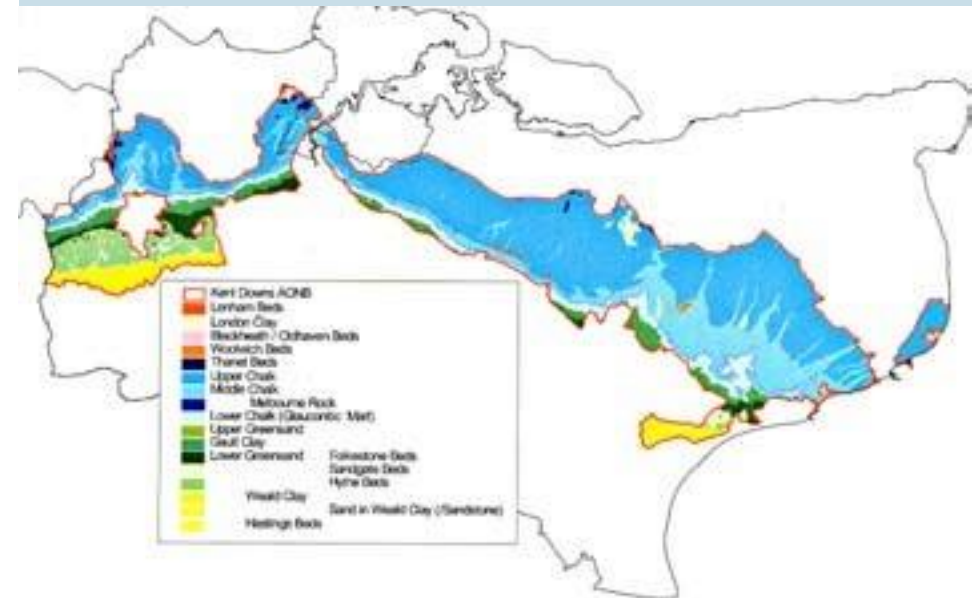 Kent Downs AONB
Lenham Beds
London Clay
Blackheath / Oldhaven Beds
Woolwich Beds
Thanet Beds
Upper Chalk
Middle Chalk
Melbourne Rock
Lower Chalk (Glauconitic Marl)
Upper Greensand
Gault Clay
Lower Greensand Folkestone Beds
Sandgate Beds
Hythe Beds
Weald Clay
Sand in Weald Clay (/Sandstone)
Hastings Beds